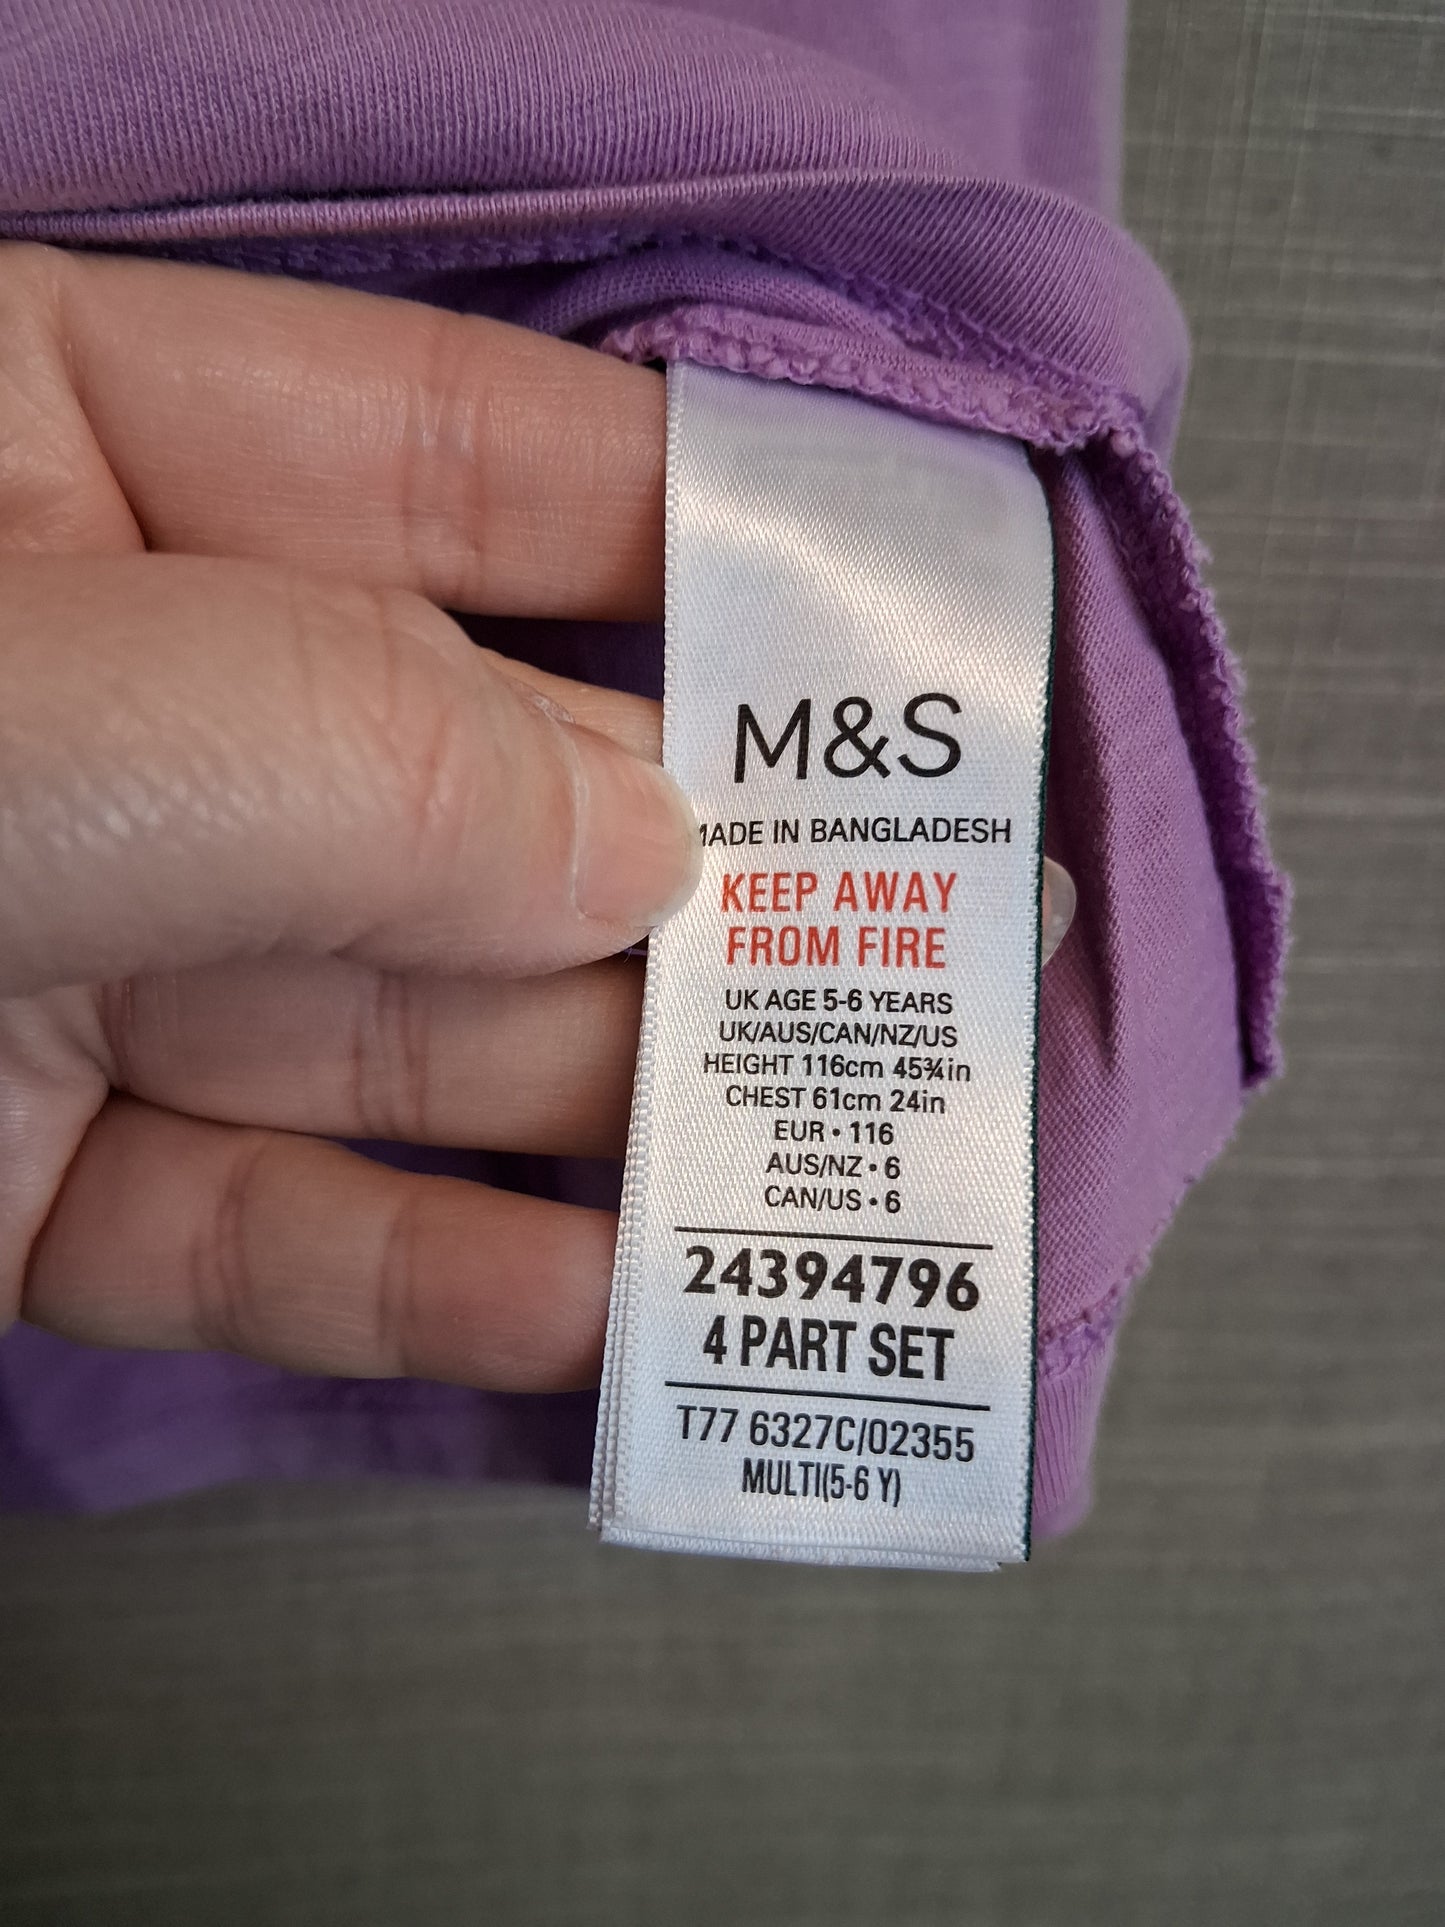 M&S
MADE IN BANGLADESH
KEEP AWAY
FROM FIRE
UK AGE 5-6 YEARS
UK/AUS/CAN/NZ/US
HEIGHT 116cm 45¾in
CHEST 61cm 24in
EUR • 116
AUS/NZ • 6
CAN/US • 6
24394796
4 PART SET
T77 6327C/02355
MULTI(5-6 Y)